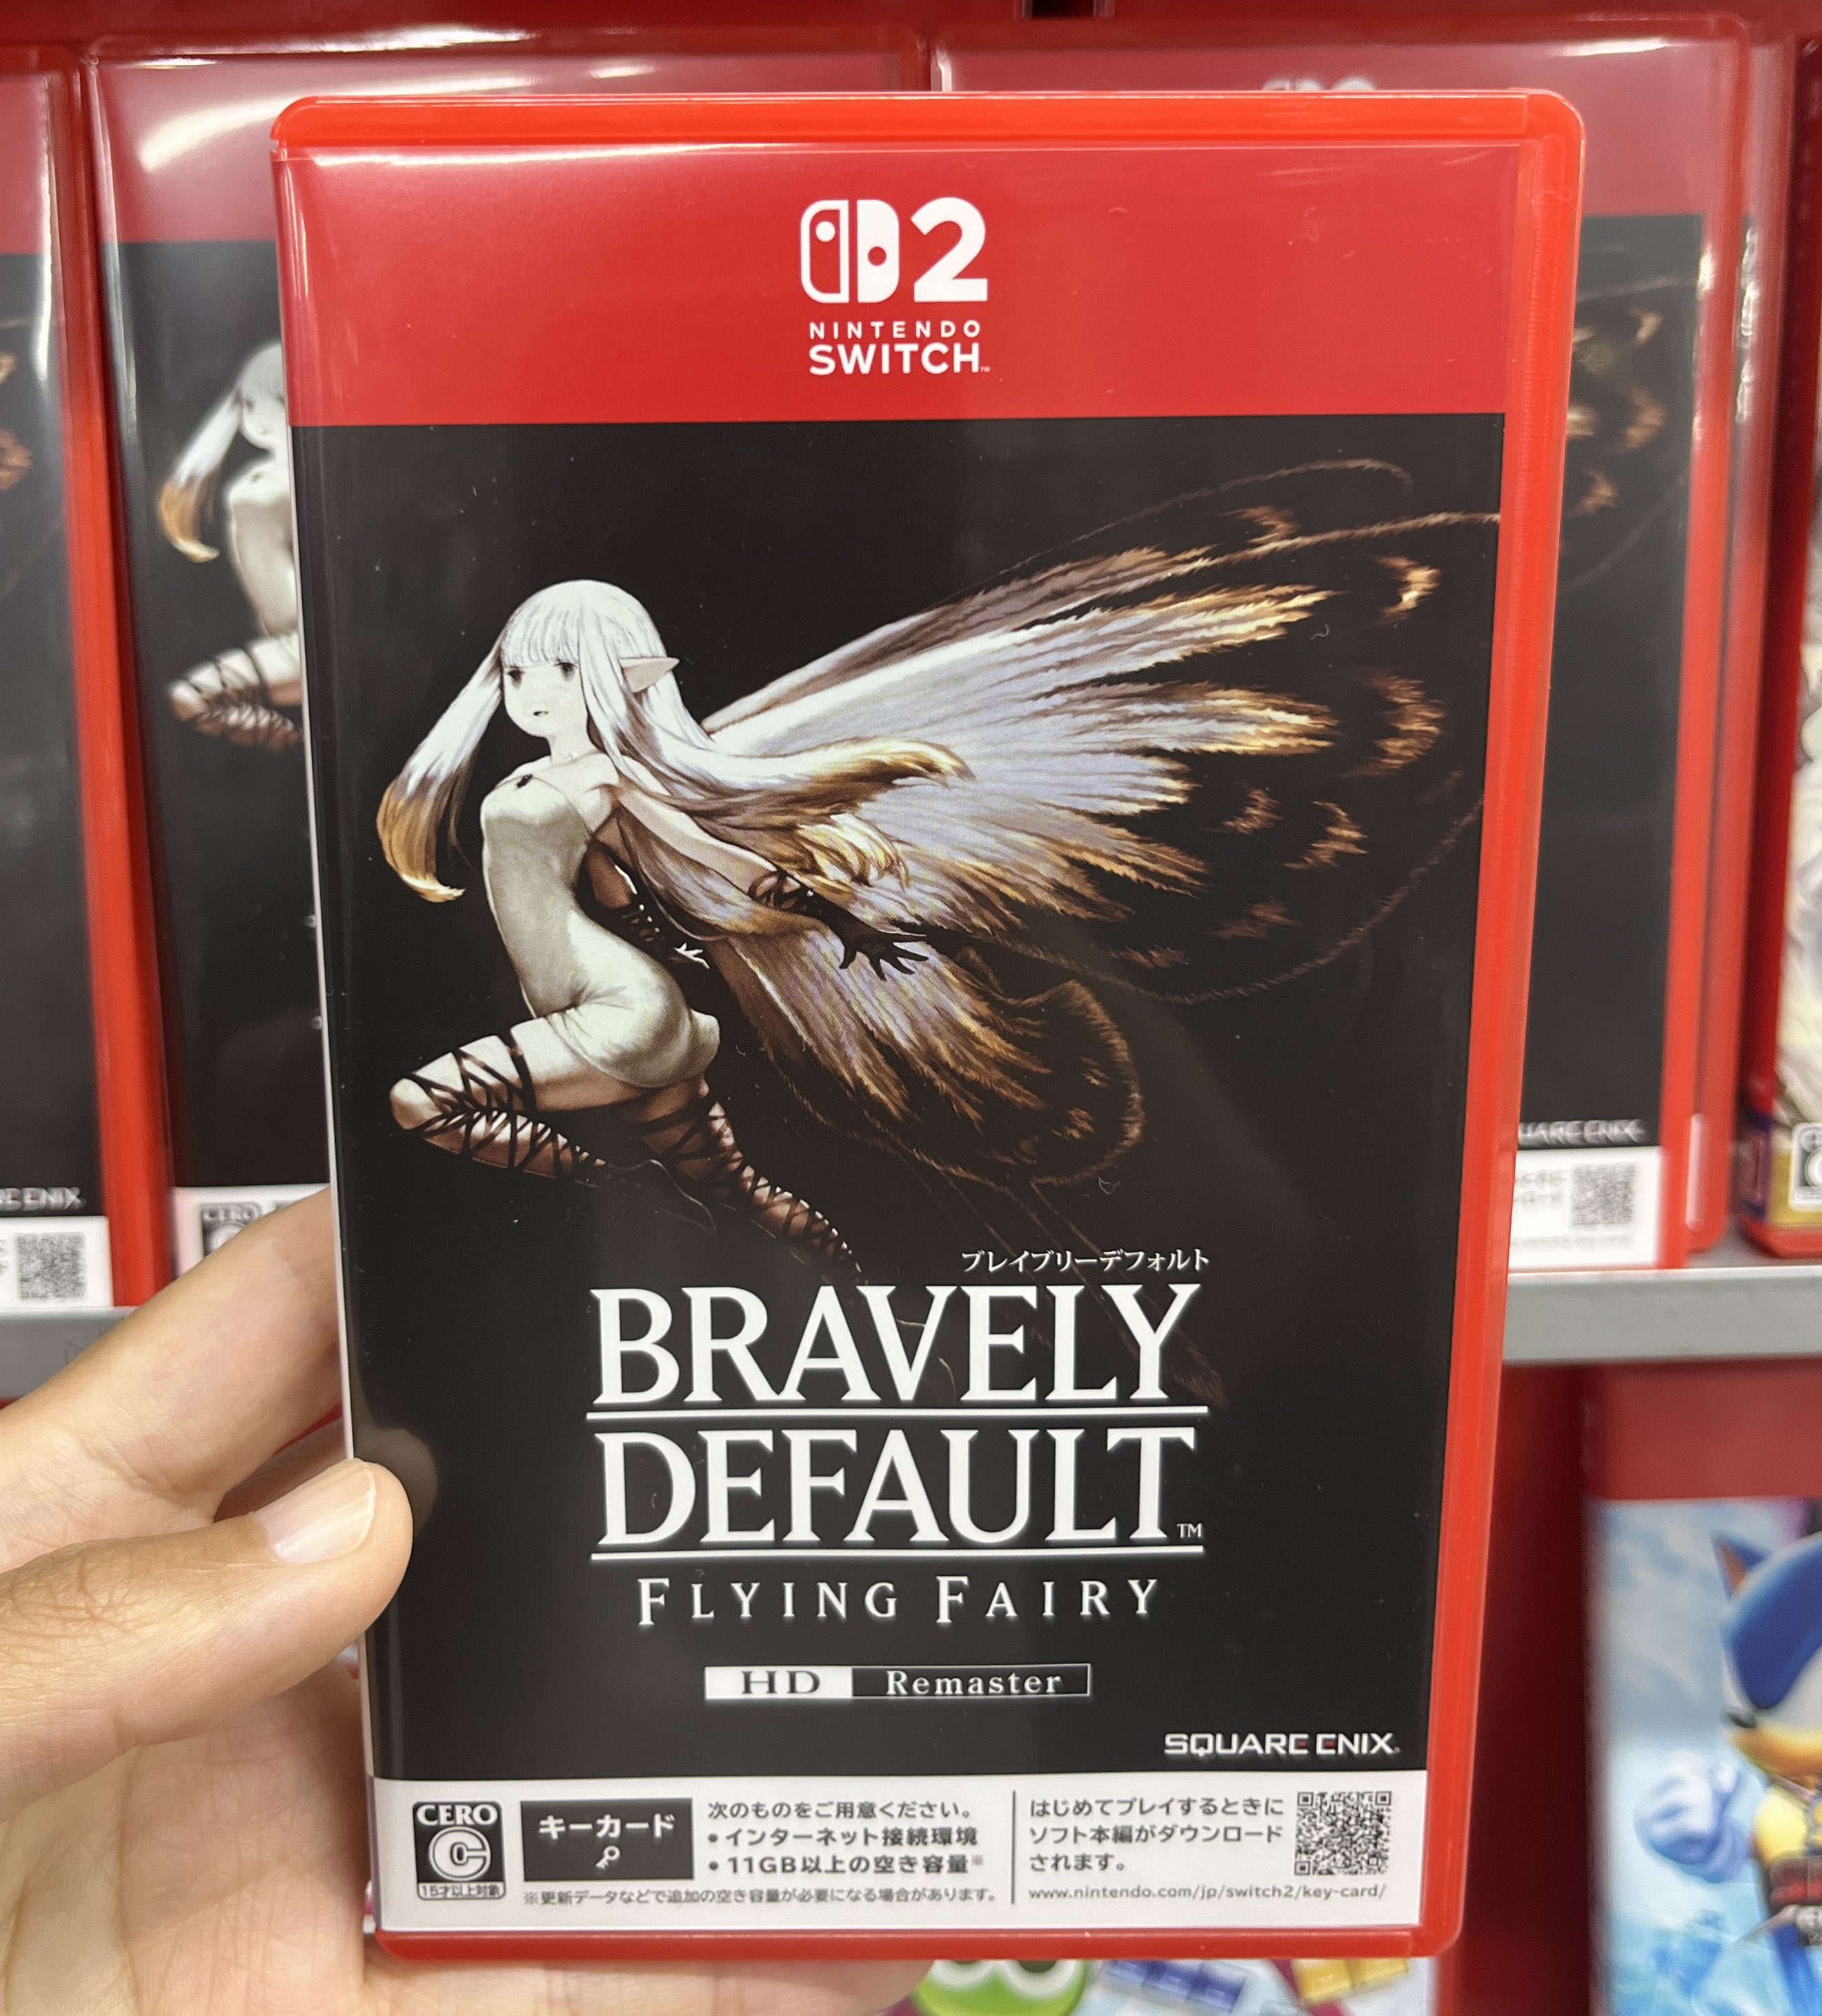 2
NINTENDO
SWITCH™
ブレイブリーデフォルト
BRAVELY
DEFAULT™
FLYING FAIRY
HD Remaster
SQUARE ENIX
CERO
C
15才以上対象
キーカード
次のものをご用意ください。
•インターネット接続環境
•11GB以上の空き容量※
※更新データなどで追加の空き容量が必要になる場合があります。
はじめてプレイするときに
ソフト本編がダウンロード
されます。
www.nintendo.com/jp/switch2/key-card/
E ENIX
CERO
UARE ENIX